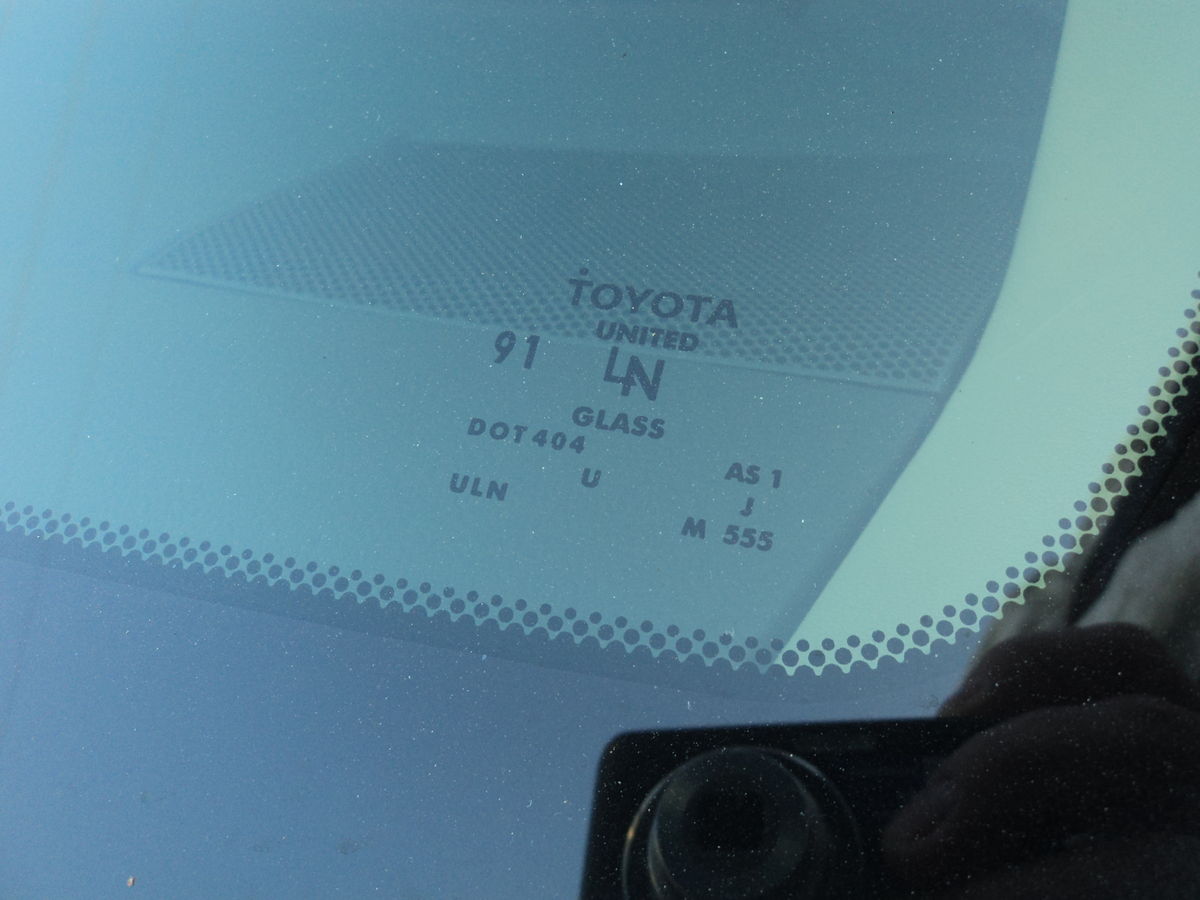 TOYOTA
UNITED
91 LN
GLASS
DOT 404
U AS 1
ULN J
M 555